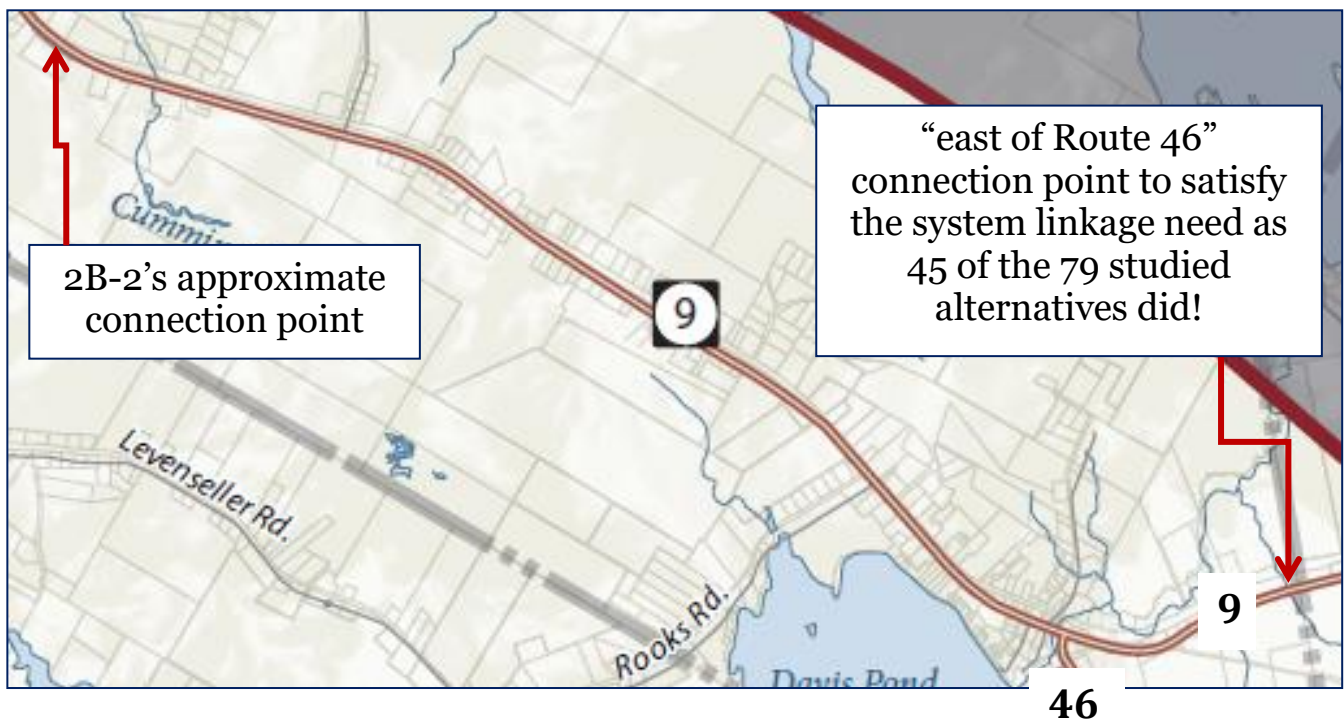 “east of Route 46”
connection point to satisfy
the system linkage need as
45 of the 79 studied
alternatives did!
2B-2’s approximate
connection point
9
Levenseller Rd.
Rooks Rd.
Davis Pond
9
46